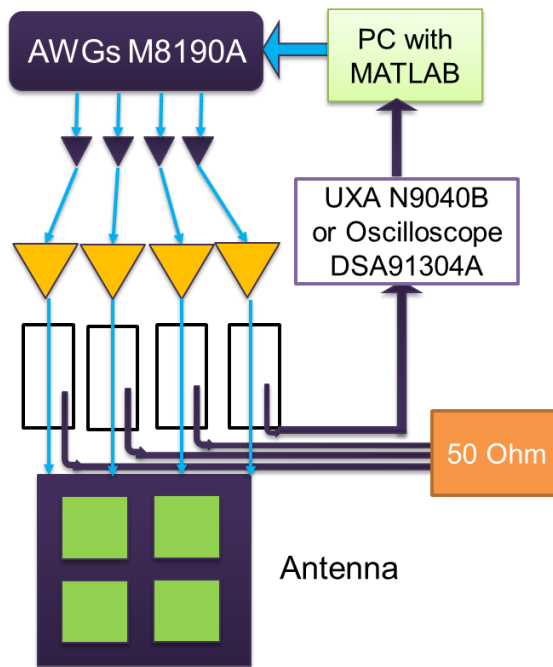 AWGs M8190A
PC with
MATLAB
UXA N9040B
or Oscilloscope
DSA91304A
50 Ohm
Antenna